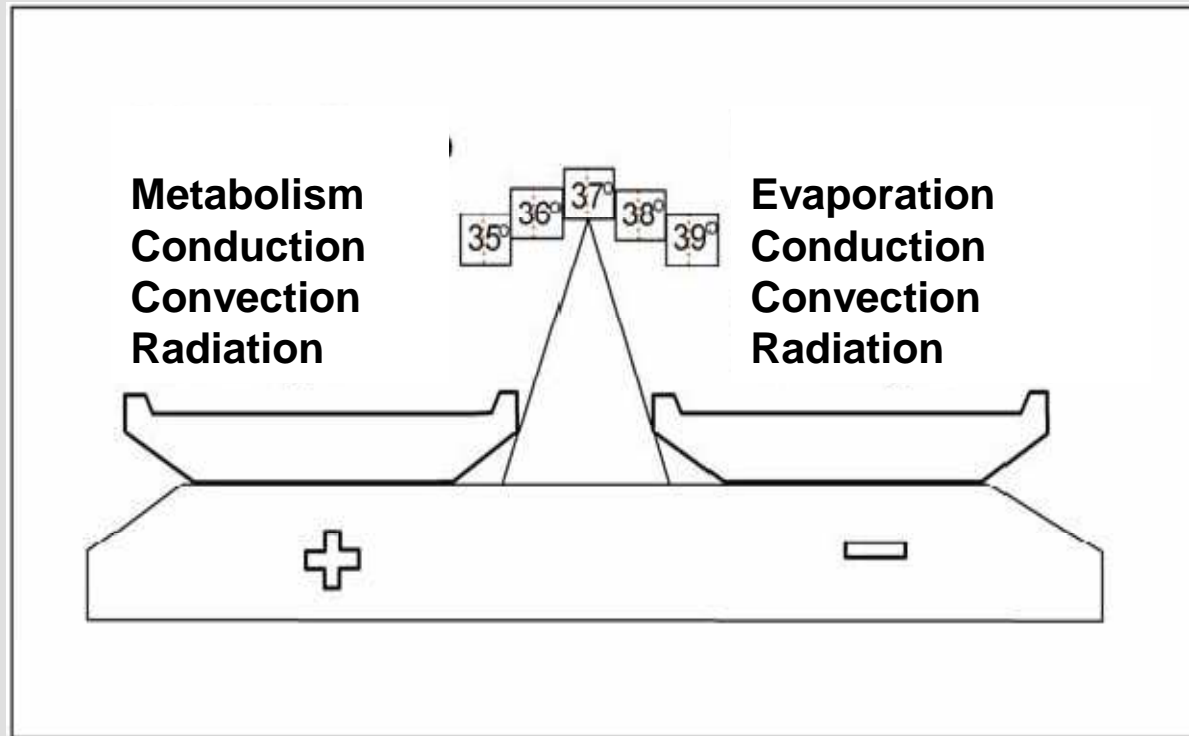 Metabolism
Conduction
Convection
Radiation
35° 36° 37° 38° 39°
Evaporation
Conduction
Convection
Radiation
+ −